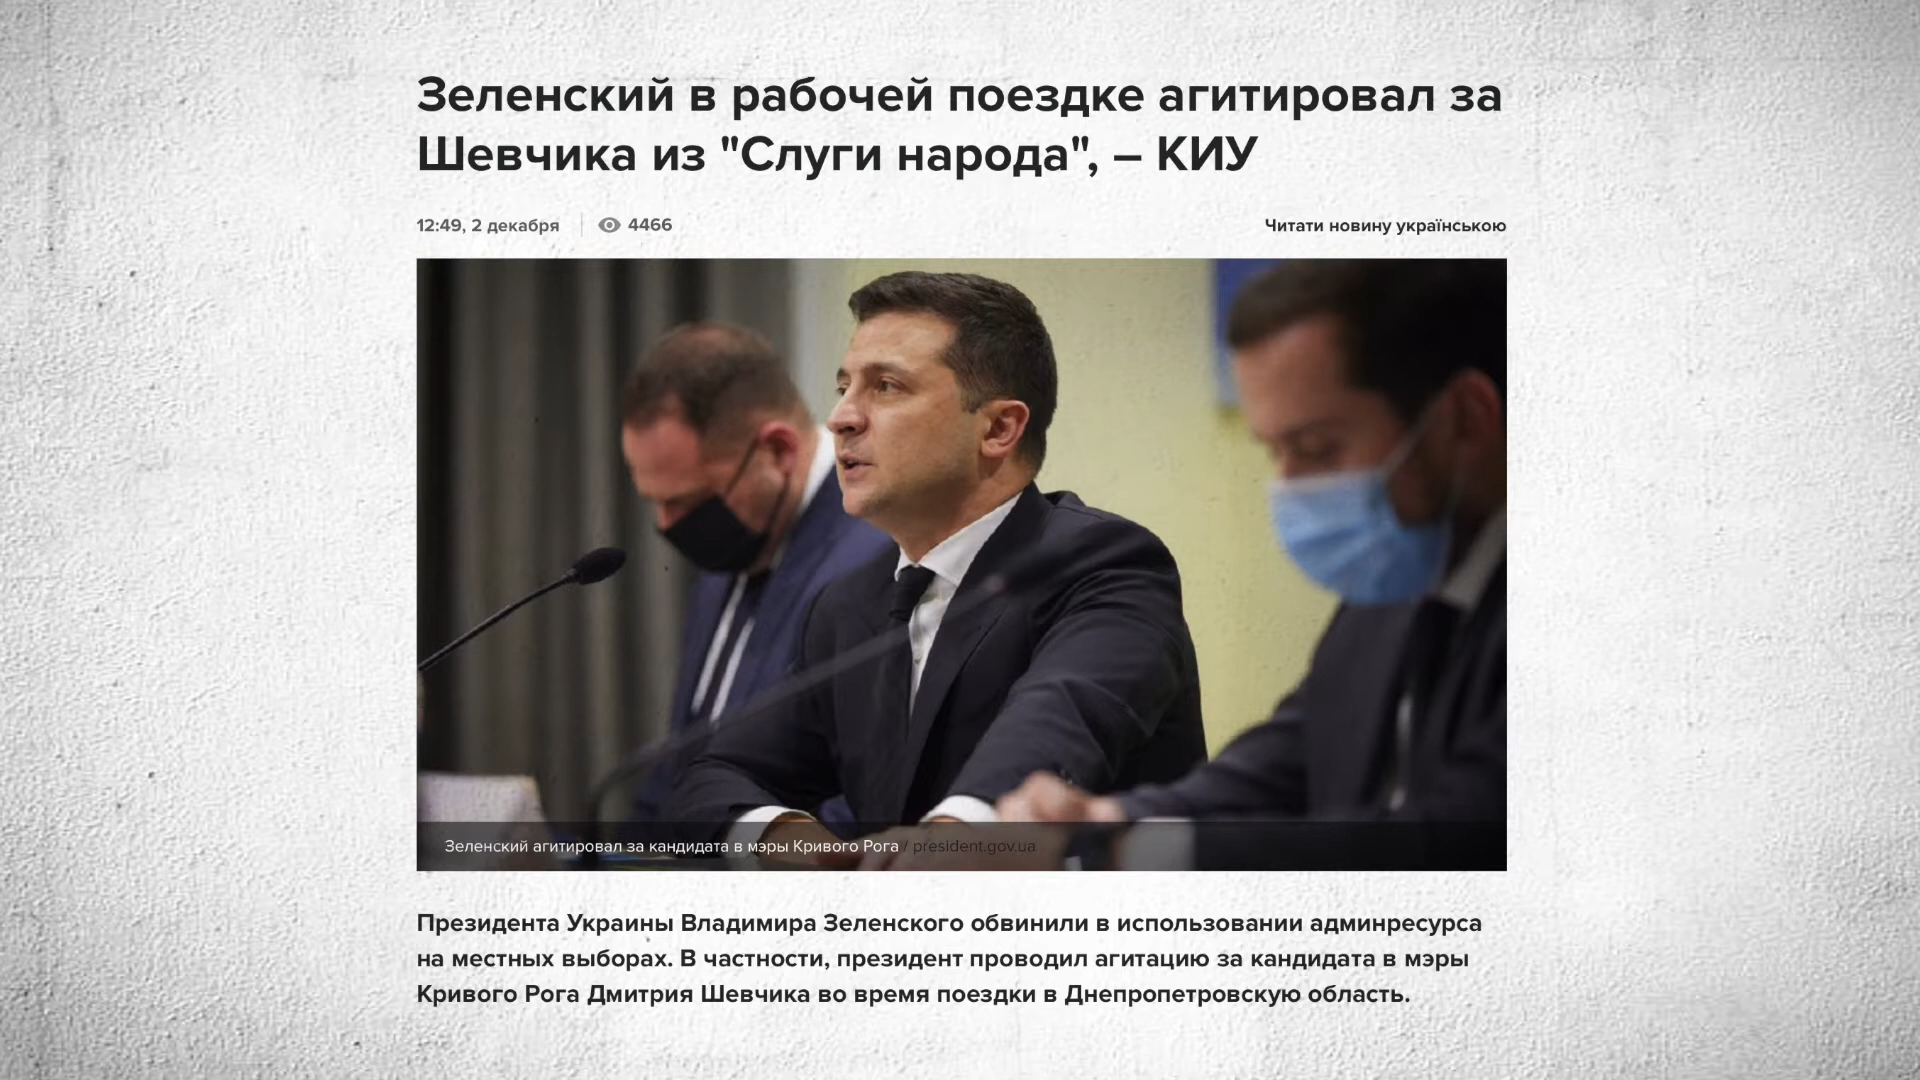 Зеленский в рабочей поездке агитировал за
Шевчика из "Слуги народа", – КИУ
12:49, 2 декабря 4466 Читати новину українською
Зеленский агитировал за кандидата в мэры Кривого Рога / president.gov.ua
Президента Украины Владимира Зеленского обвинили в использовании админресурса
на местных выборах. В частности, президент проводил агитацию за кандидата в мэры
Кривого Рога Дмитрия Шевчика во время поездки в Днепропетровскую область.